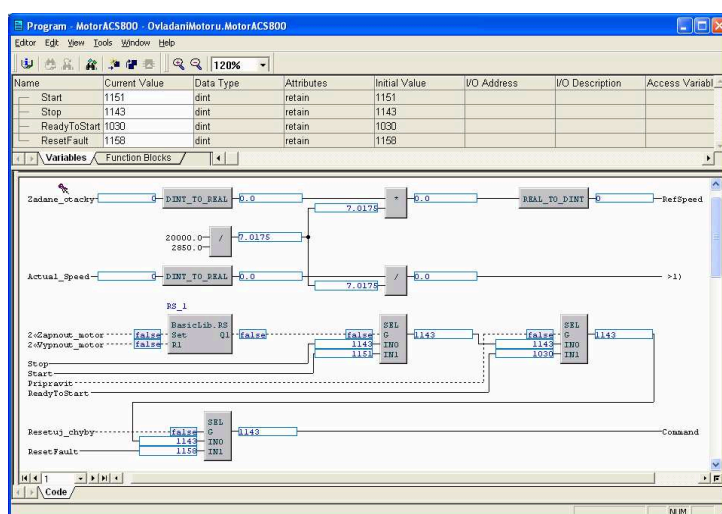 Program - MotorACS800 - OvladaniMotoru.MotorACS800
Editor Edit View Tools Window Help
120%
Name Current Value Data Type Attributes Initial Value I/O Address I/O Description Access Variabl
Start 1151 dint retain 1151
Stop 1143 dint retain 1143
ReadyToStart 1030 dint retain 1030
ResetFault 1158 dint retain 1158
Variables Function Blocks
Zadane_otacky 0 DINT_TO_REAL 0.0 * 0.0 REAL_TO_DINT 0 RefSpeed
7.0175
20000.0 / 7.0175
2850.0
Actual_Speed 0 DINT_TO_REAL 0.0 / 0.0 >1)
7.0175
RS_1
BasicLib.RS SEL SEL
2«Zapnout_motor false Set Q1 false false G 1143 false G 1143
2«Vypnout_motor false R1 1143 IN0 1143 IN0
1151 IN1 1030 IN1
Stop
Start
Pripravit
ReadyToStart
SEL
Resetuj_chyby false G 1143 Command
1143 IN0
ResetFault 1158 IN1
1
Code
NUM